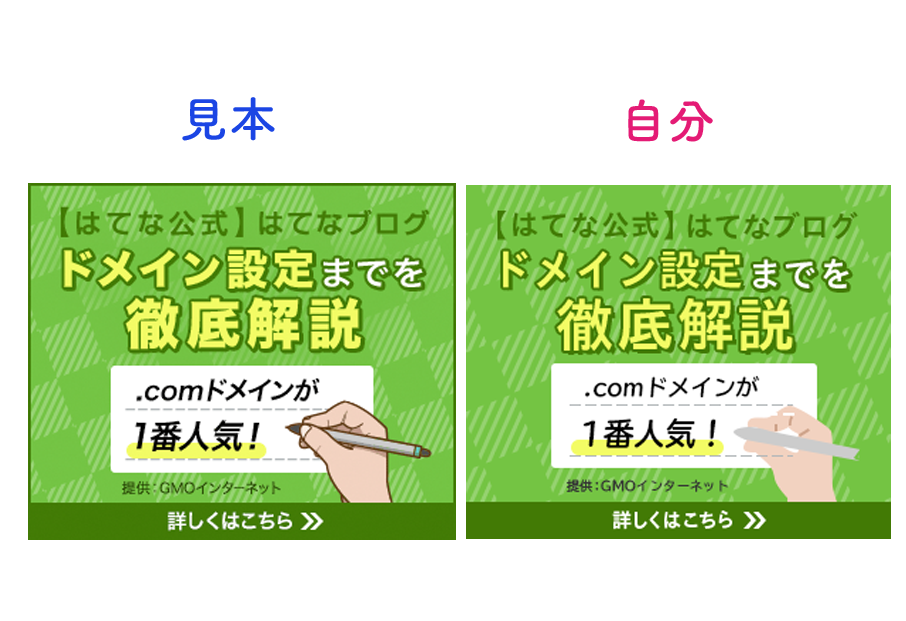 見本
【はてな公式】はてなブログ
ドメイン設定までを
徹底解説
.comドメインが
1番人気！
提供：GMOインターネット
詳しくはこちら
自分
【はてな公式】はてなブログ
ドメイン設定までを
徹底解説
.comドメインが
1番人気！
提供：GMOインターネット
詳しくはこちら